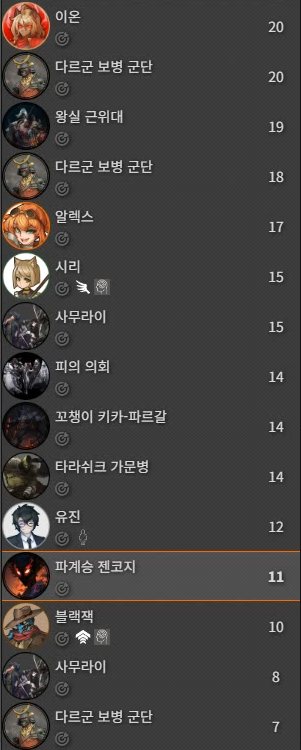 이온
20
다르군 보병 군단
20
왕실 근위대
19
다르군 보병 군단
18
알렉스
17
시리
15
사무라이
15
피의 의회
14
꼬챙이 키카-파르갈
14
타라쉬크 가문병
14
유진
12
파계승 젠코지
11
블랙잭
10
사무라이
8
다르군 보병 군단
7